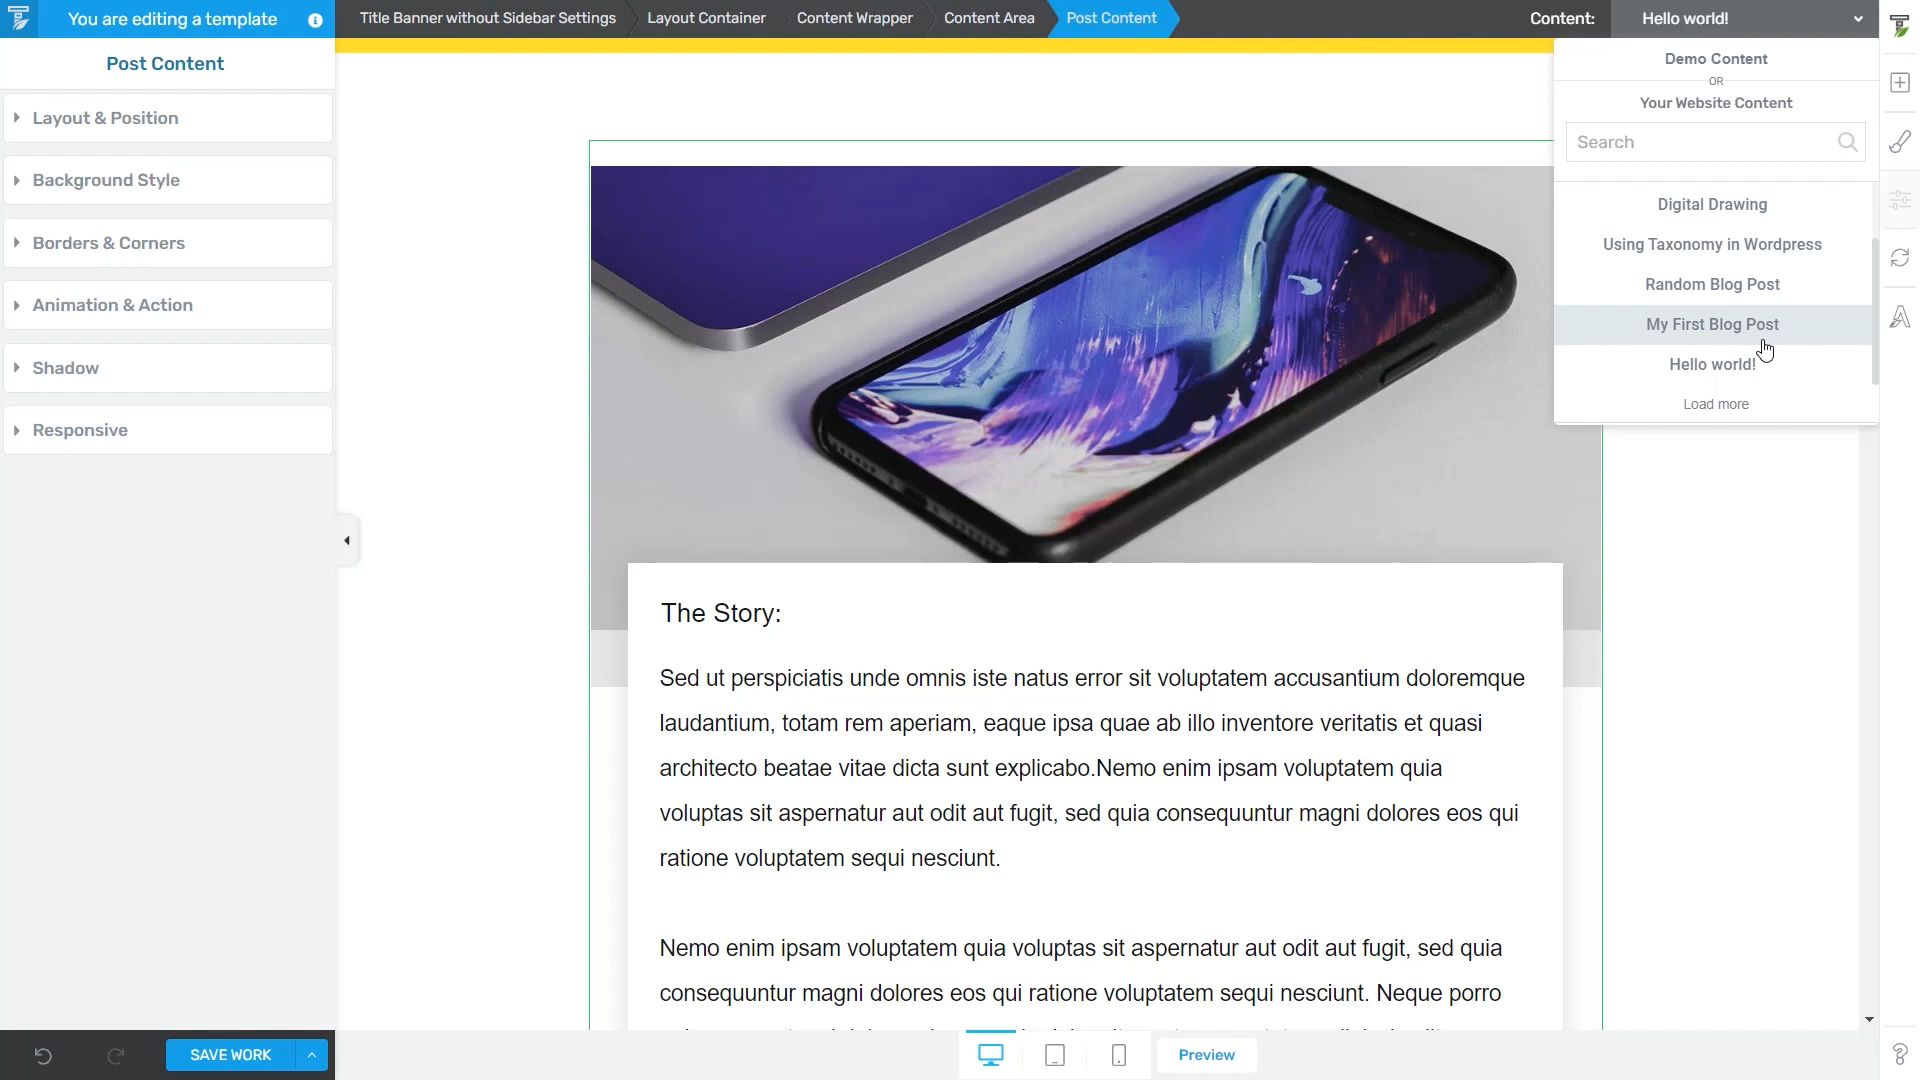 You are editing a template
Title Banner without Sidebar Settings
Layout Container
Content Wrapper
Content Area
Post Content
Content:
Hello world!
Post Content
Layout & Position
Background Style
Borders & Corners
Animation & Action
Shadow
Responsive
Demo Content
OR
Your Website Content
Search
Digital Drawing
Using Taxonomy in Wordpress
Random Blog Post
My First Blog Post
Hello world!
Load more
The Story:
Sed ut perspiciatis unde omnis iste natus error sit voluptatem accusantium doloremque
laudantium, totam rem aperiam, eaque ipsa quae ab illo inventore veritatis et quasi
architecto beatae vitae dicta sunt explicabo.Nemo enim ipsam voluptatem quia
voluptas sit aspernatur aut odit aut fugit, sed quia consequuntur magni dolores eos qui
ratione voluptatem sequi nesciunt.
Nemo enim ipsam voluptatem quia voluptas sit aspernatur aut odit aut fugit, sed quia
consequuntur magni dolores eos qui ratione voluptatem sequi nesciunt. Neque porro
SAVE WORK
Preview